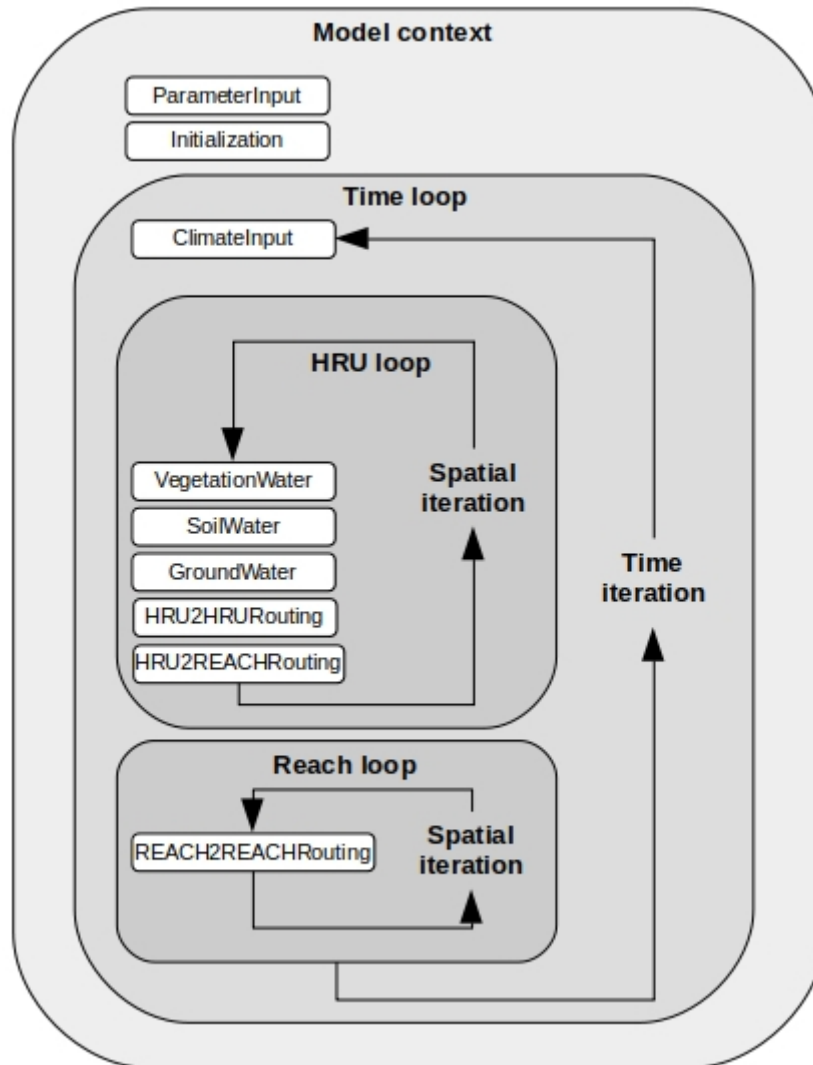 Model context
ParameterInput
Initialization
Time loop
ClimateInput
HRU loop
VegetationWater
SoilWater
GroundWater
HRU2HRURouting
HRU2REACHRouting
Spatial
iteration
Time
iteration
Reach loop
REACH2REACHRouting
Spatial
iteration